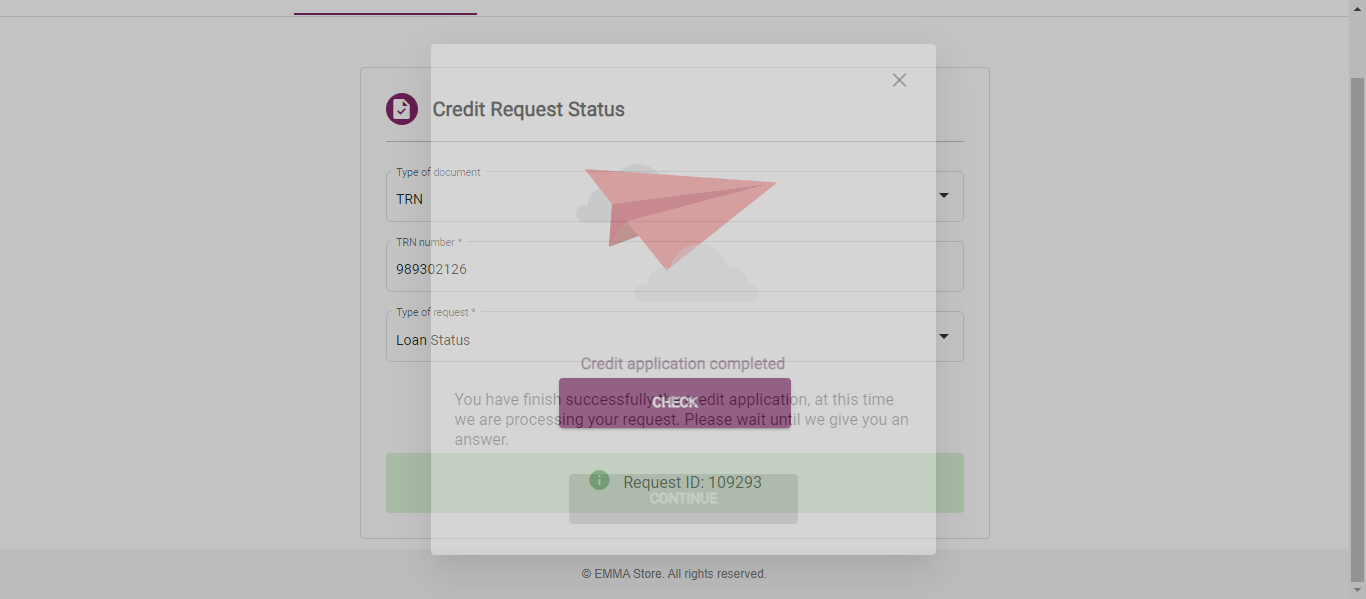 Credit Request Status
Type of document
TRN
TRN number *
989302126
Type of request *
Loan Status
Credit application completed
CHECK
You have finish successfully the credit application, at this time
we are processing your request. Please wait until we give you an
answer.
Request ID: 109293
CONTINUE
© EMMA Store. All rights reserved.